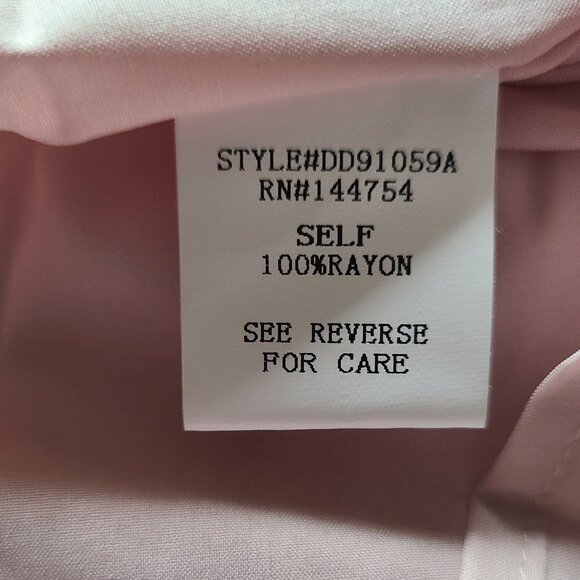 STYLE#DD91059A
RN#144754
SELF
100%RAYON
SEE REVERSE
FOR CARE